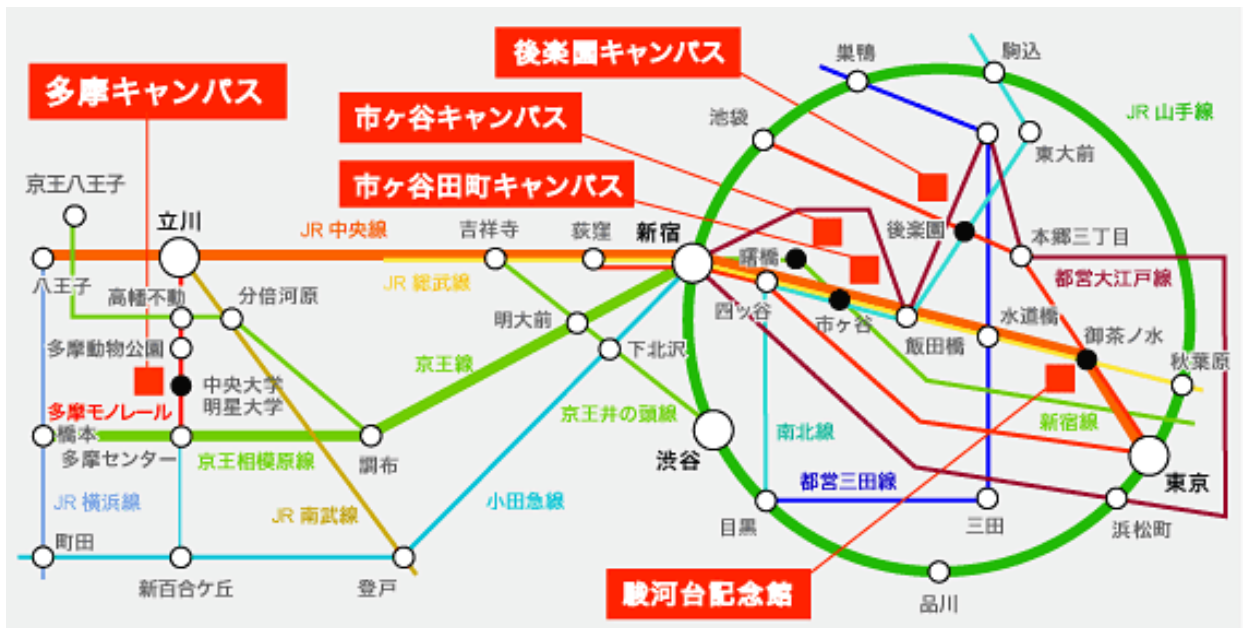 後楽園キャンパス
巣鴨
駒込
多摩キャンパス
市ヶ谷キャンパス
池袋
JR 山手線
東大前
市ヶ谷田町キャンパス
京王八王子
立川
JR 中央線
吉祥寺
荻窪
新宿
後楽園
本郷三丁目
曙橋
都営大江戸線
八王子
高幡不動
分倍河原
JR 総武線
四ツ谷
市ヶ谷
水道橋
明大前
飯田橋
御茶ノ水
多摩動物公園
下北沢
秋葉原
京王線
中央大学
明星大学
多摩モノレール
京王井の頭線
新宿線
橋本
南北線
多摩センター
京王相模原線
調布
渋谷
都営三田線
東京
JR 横浜線
JR 南武線
小田急線
目黒
三田
浜松町
町田
新百合ケ丘
登戸
駿河台記念館
品川